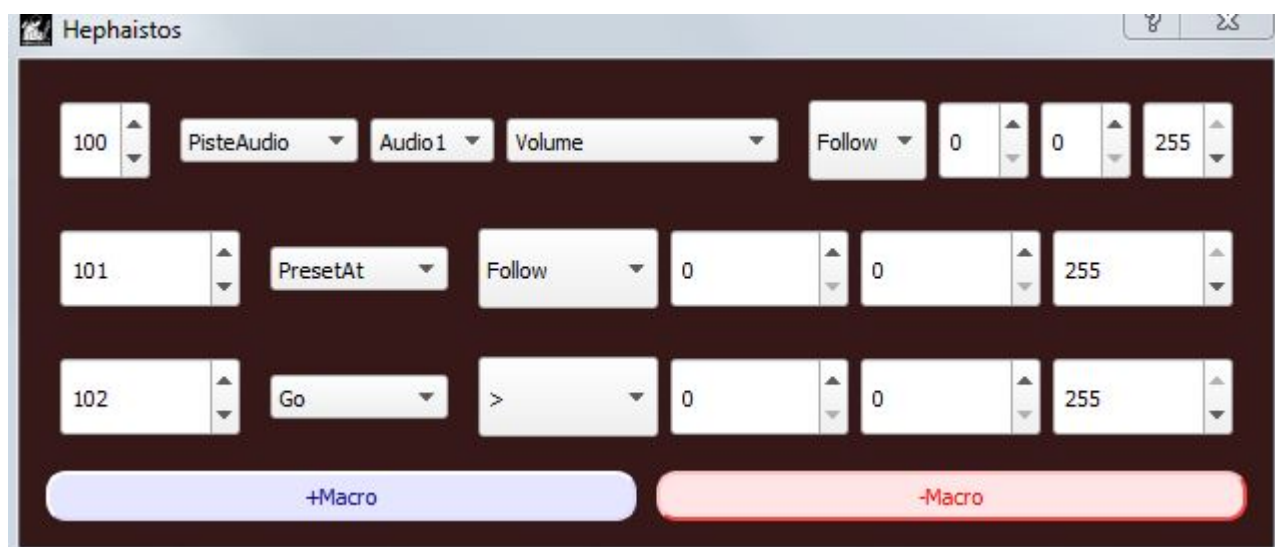 Hephaistos
100 PisteAudio Audio1 Volume Follow 0 0 255
101 PresetAt Follow 0 0 255
102 Go > 0 0 255
+Macro -Macro